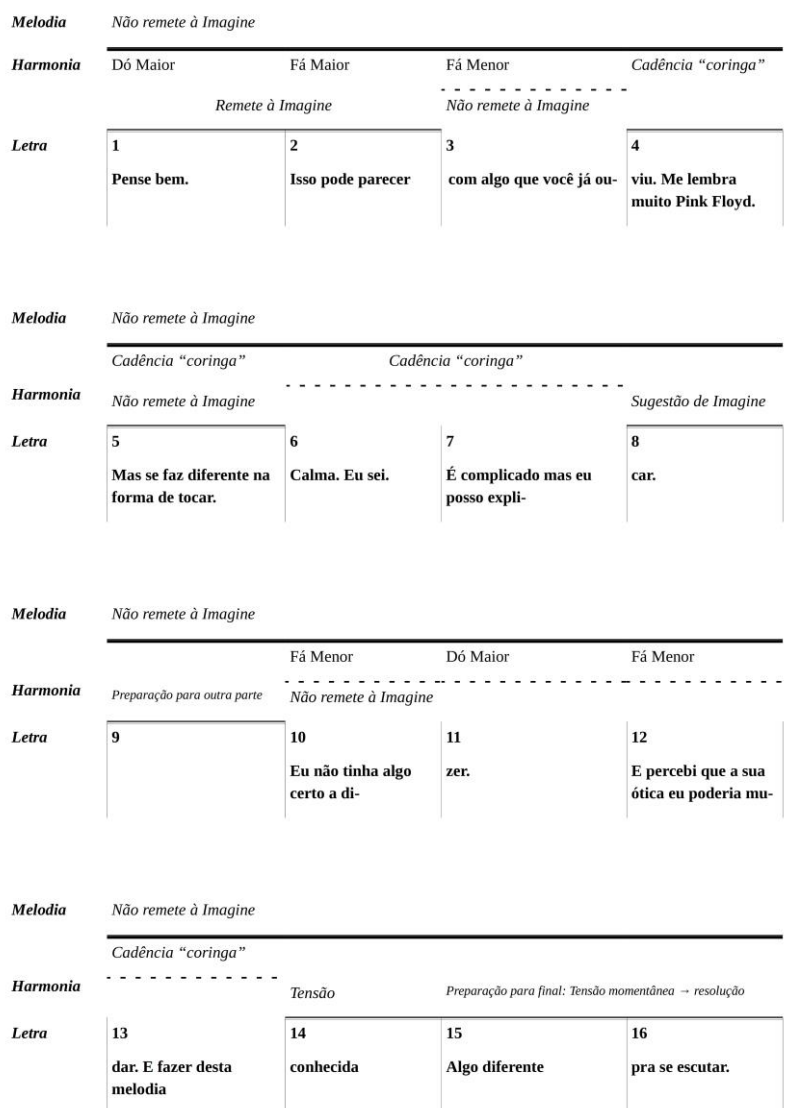 Melodia Não remete à Imagine
Harmonia Dó Maior Fá Maior Fá Menor Cadência “coringa”
Remete à Imagine Não remete à Imagine
Letra 1 2 3 4
Pense bem. Isso pode parecer com algo que você já ou- viu. Me lembra
muito Pink Floyd.
Melodia Não remete à Imagine
Cadência “coringa” Cadência “coringa”
Harmonia Não remete à Imagine Sugestão de Imagine
Letra 5 6 7 8
Mas se faz diferente na Calma. Eu sei. É complicado mas eu car.
forma de tocar. posso expli-
Melodia Não remete à Imagine
Fá Menor Dó Maior Fá Menor
Harmonia Preparação para outra parte Não remete à Imagine
Letra 9 10 11 12
Eu não tinha algo zer. E percebi que a sua
certo a di- ótica eu poderia mu-
Melodia Não remete à Imagine
Cadência “coringa”
Harmonia Tensão Preparação para final: Tensão momentânea → resolução
Letra 13 14 15 16
dar. E fazer desta conhecida Algo diferente pra se escutar.
melodia